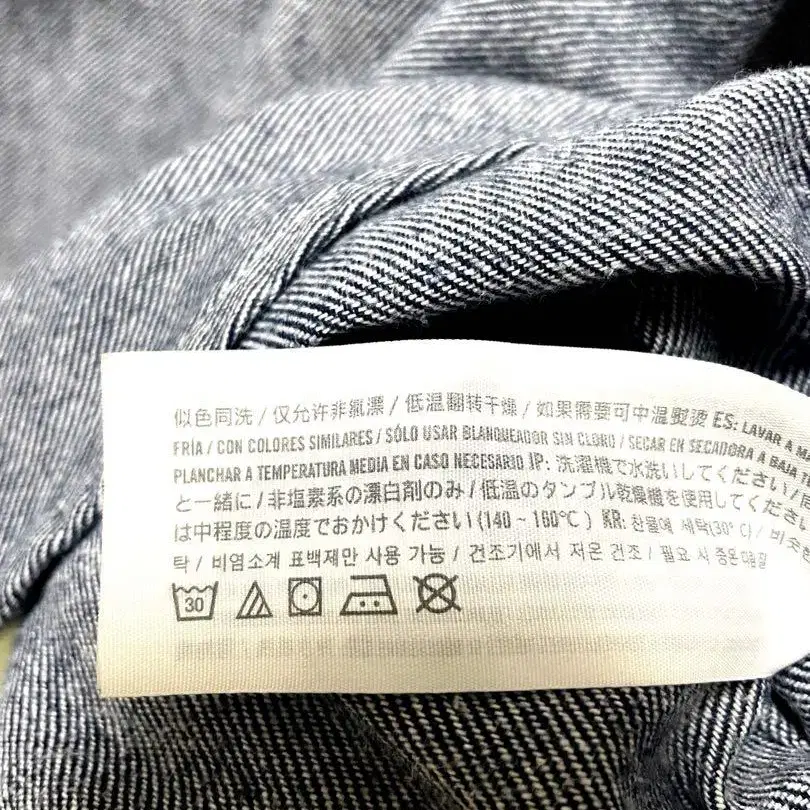 似色同洗 / 仅允许非氯漂 / 低温翻转干燥 / 如果需要可中温熨烫 ES: LAVAR A
FRÍA / CON COLORES SIMILARES / SÓLO USAR BLANQUEADOR SIN CLORO / SECAR EN SECADORA A BAJA
PLANCHAR A TEMPERATURA MEDIA EN CASO NECESARIO JP: 洗濯機で水洗いしてください /
と一緒に / 非塩素系の漂白剤のみ / 低温のタンブル乾燥機を使用してください
は中程度の温度でおかけください (140 ~ 160℃) KR: 찬물에 세탁(30° C) / 비슷한
탁 / 비염소계 표백제만 사용 가능 / 건조기에서 저온 건조 / 필요 시 중온 다림질
30